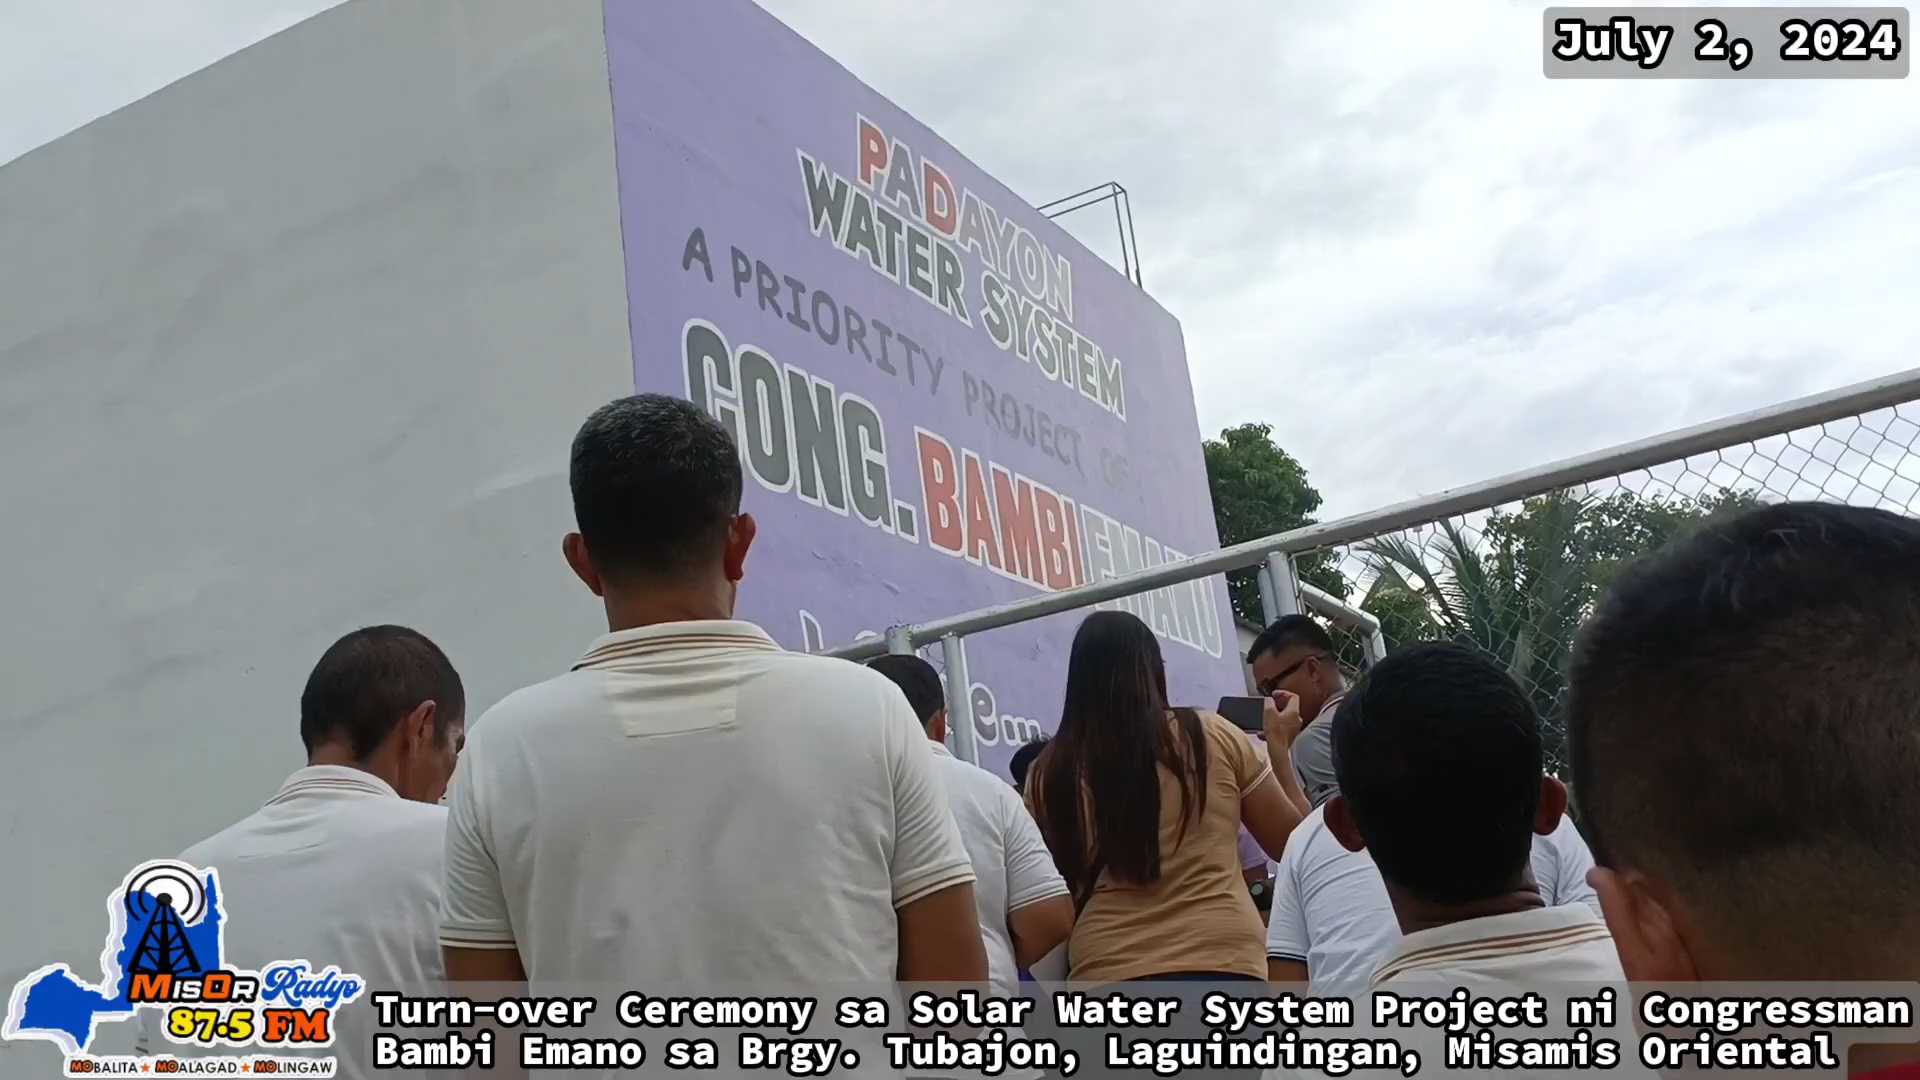 July 2, 2024
PADAYON
WATER SYSTEM
A PRIORITY PROJECT OF:
CONG. BAMBI EMANO
MisOr Radyo
87.5 FM
MOBALITA ★ MOALAGAD ★ MOLINGAW
Turn-over Ceremony sa Solar Water System Project ni Congressman
Bambi Emano sa Brgy. Tubajon, Laguindingan, Misamis Oriental